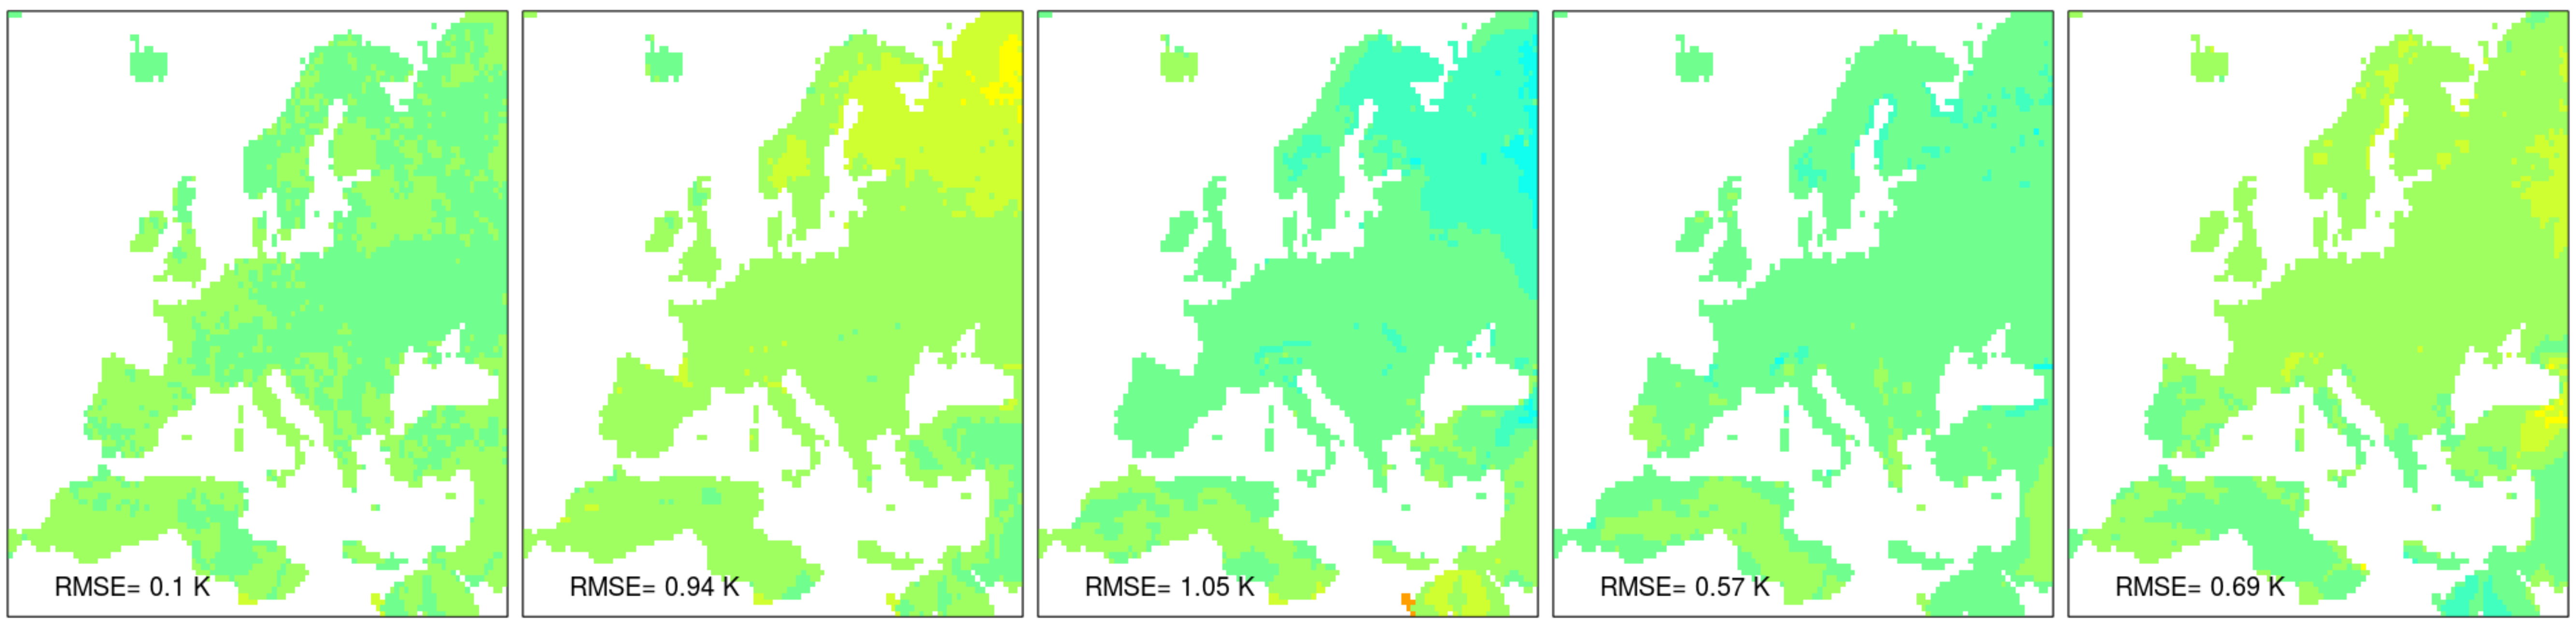 RMSE= 0.1 K
RMSE= 0.94 K
RMSE= 1.05 K
RMSE= 0.57 K
RMSE= 0.69 K